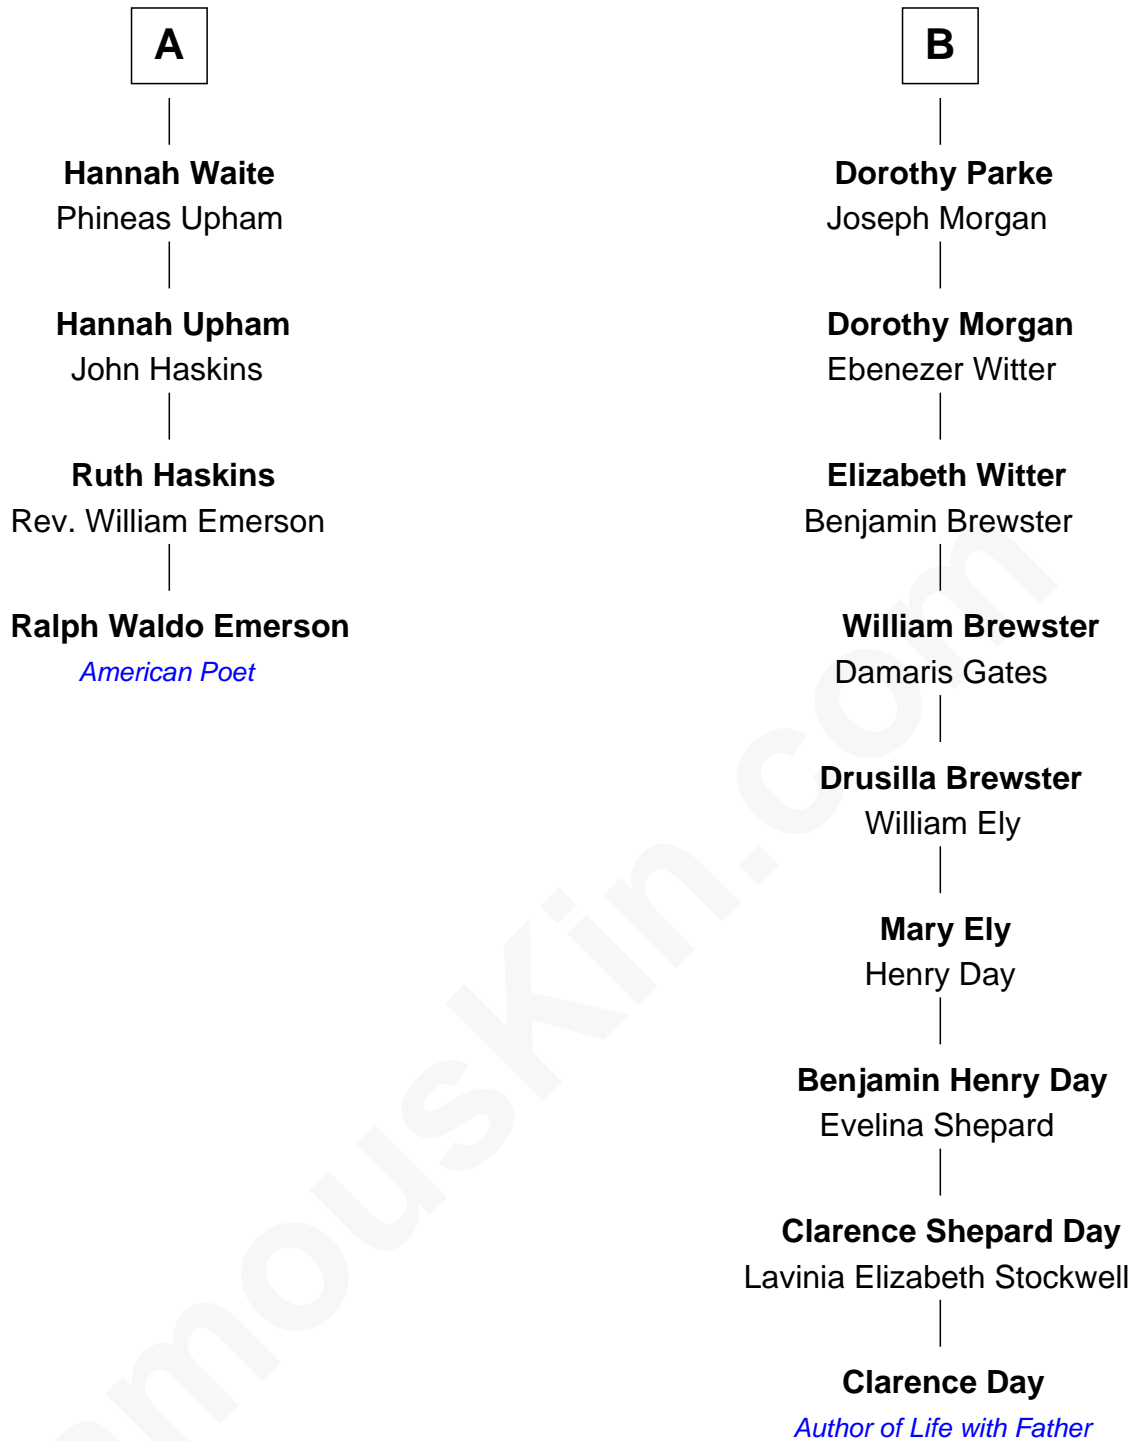 A
Hannah Waite
Phineas Upham
Hannah Upham
John Haskins
Ruth Haskins
Rev. William Emerson
Ralph Waldo Emerson
American Poet
B
Dorothy Parke
Joseph Morgan
Dorothy Morgan
Ebenezer Witter
Elizabeth Witter
Benjamin Brewster
William Brewster
Damaris Gates
Drusilla Brewster
William Ely
Mary Ely
Henry Day
Benjamin Henry Day
Evelina Shepard
Clarence Shepard Day
Lavinia Elizabeth Stockwell
Clarence Day
Author of Life with Father
amouskin.com